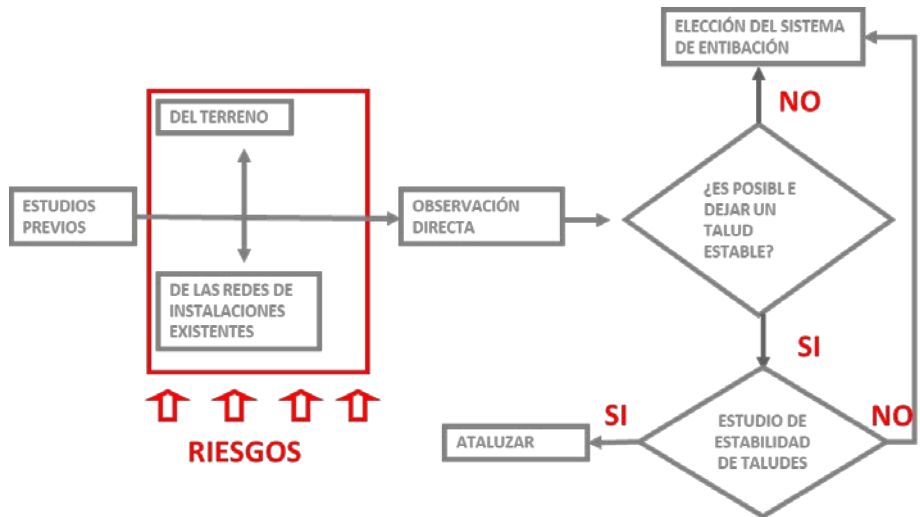 ESTUDIOS
PREVIOS
DEL TERRENO
DE LAS REDES DE
INSTALACIONES
EXISTENTES
RIESGOS
OBSERVACIÓN
DIRECTA
¿ES POSIBL E
DEJAR UN
TALUD
ESTABLE?
NO
ELECCIÓN DEL SISTEMA
DE ENTIBACIÓN
SI
ESTUDIO DE
ESTABILIDAD
DE TALUDES
SI
ATALUZAR
NO